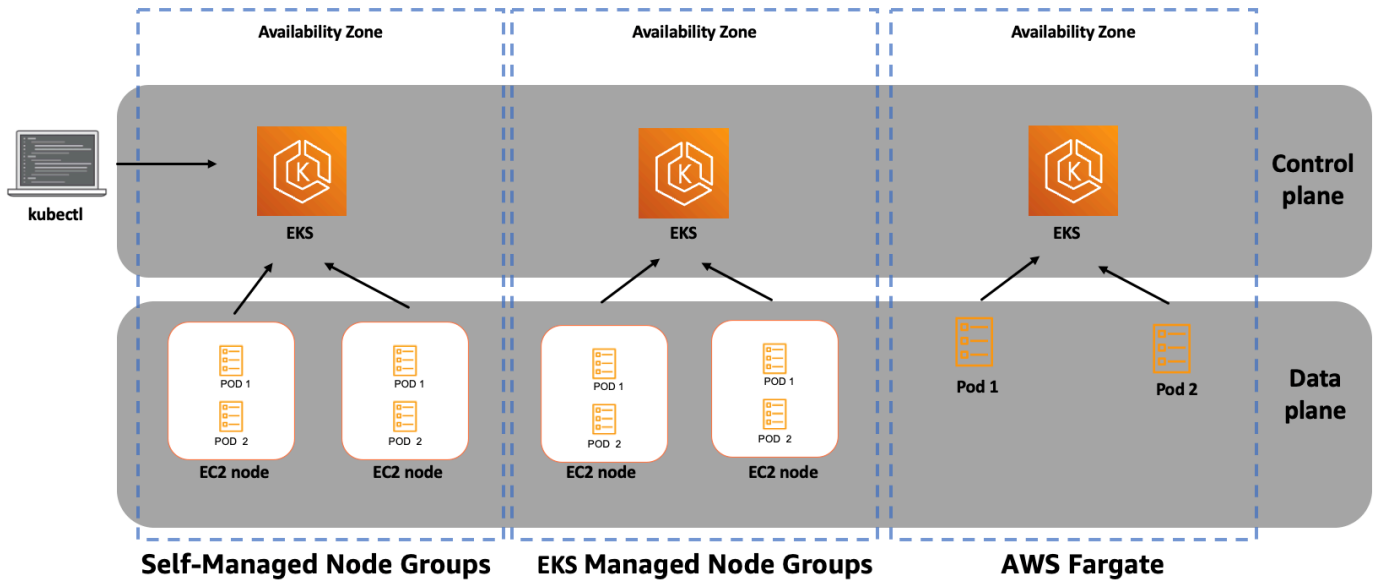 Availability Zone
Availability Zone
Availability Zone
kubectl
K
EKS
K
EKS
K
EKS
Control
plane
POD 1
POD 2
EC2 node
POD 1
POD 2
EC2 node
POD 1
POD 2
EC2 node
POD 1
POD 2
EC2 node
Pod 1
Pod 2
Data
plane
Self-Managed Node Groups
EKS Managed Node Groups
AWS Fargate